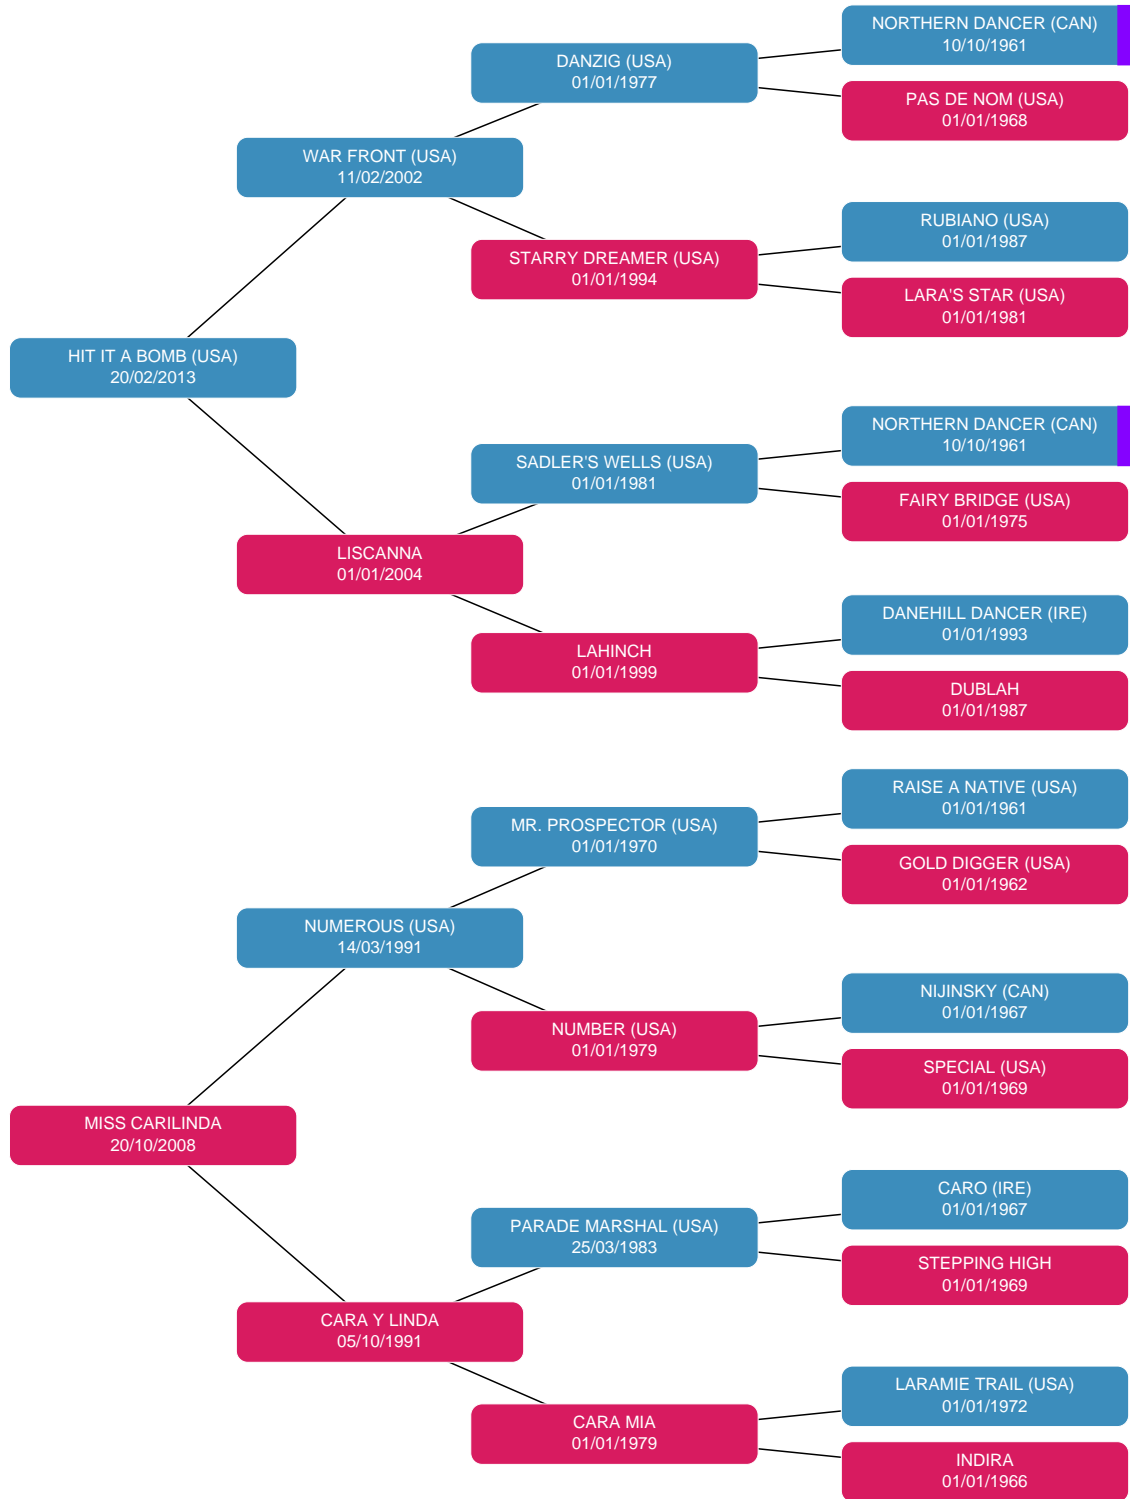 NORTHERN DANCER (CAN)
10/10/1961
DANZIG (USA)
01/01/1977
PAS DE NOM (USA)
01/01/1968
WAR FRONT (USA)
11/02/2002
RUBIANO (USA)
01/01/1987
STARRY DREAMER (USA)
01/01/1994
LARA'S STAR (USA)
01/01/1981
HIT IT A BOMB (USA)
20/02/2013
NORTHERN DANCER (CAN)
10/10/1961
SADLER'S WELLS (USA)
01/01/1981
FAIRY BRIDGE (USA)
01/01/1975
LISCANNA
01/01/2004
DANEHILL DANCER (IRE)
01/01/1993
LAHINCH
01/01/1999
DUBLAH
01/01/1987
RAISE A NATIVE (USA)
01/01/1961
MR. PROSPECTOR (USA)
01/01/1970
GOLD DIGGER (USA)
01/01/1962
NUMEROUS (USA)
14/03/1991
NIJINSKY (CAN)
01/01/1967
NUMBER (USA)
01/01/1979
SPECIAL (USA)
01/01/1969
MISS CARILINDA
20/10/2008
CARO (IRE)
01/01/1967
PARADE MARSHAL (USA)
25/03/1983
STEPPING HIGH
01/01/1969
CARA Y LINDA
05/10/1991
LARAMIE TRAIL (USA)
01/01/1972
CARA MIA
01/01/1979
INDIRA
01/01/1966